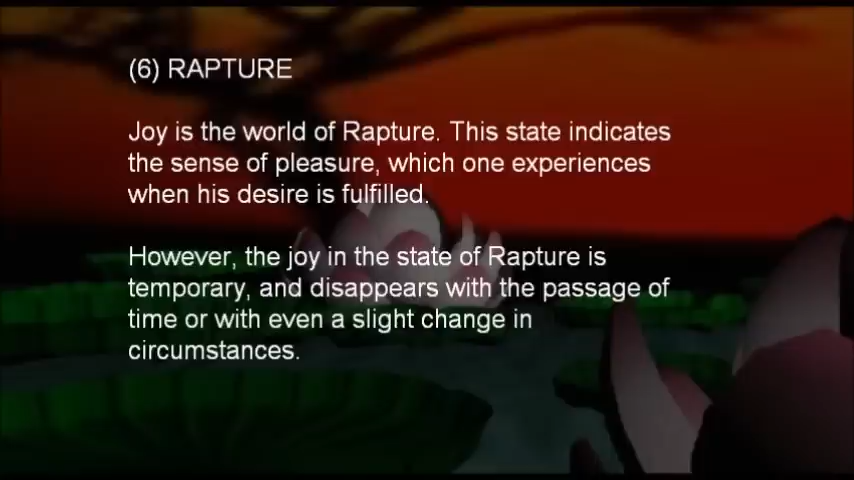 (6) RAPTURE
Joy is the world of Rapture. This state indicates
the sense of pleasure, which one experiences
when his desire is fulfilled.
However, the joy in the state of Rapture is
temporary, and disappears with the passage of
time or with even a slight change in
circumstances.